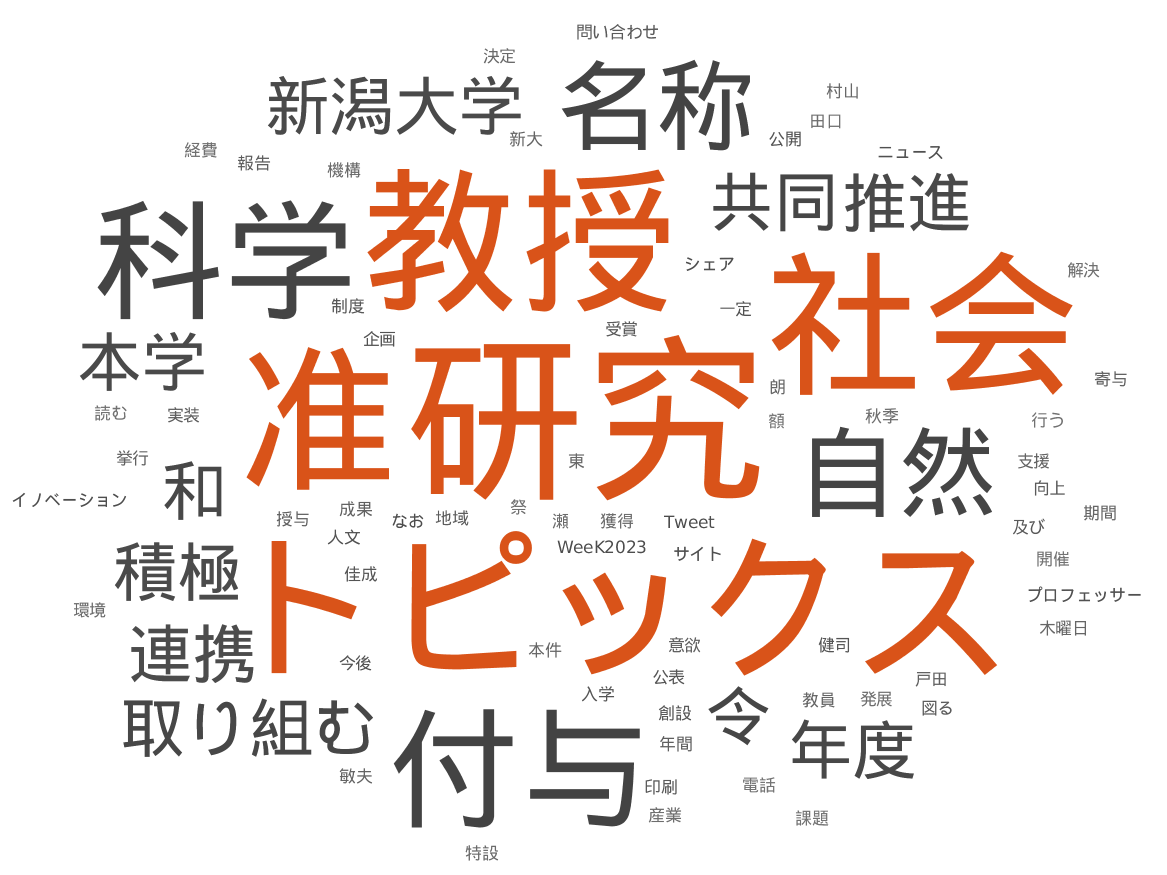 問い合わせ
決定
新潟大学
名称
村山
田口
新大
公開
経費
報告
機構
ニュース
科学
教授
共同推進
シェア
社会
解決
制度
一定
企画
受賞
本学
准研究
朗
寄与
読む
実装
額
秋季
行う
自然
挙行
和
東
支援
向上
イノベーション
授与
成果
なお
地域
祭
瀬
獲得
Tweet
期間
及び
人文
WeeK2023
サイト
積極
トピックス
開催
佳成
プロフェッサー
環境
木曜日
連携
今後
本件
意欲
健司
公表
戸田
入学
取り組む
付与
創設
令
教員
発展
図る
年間
年度
敏夫
印刷
電話
産業
課題
特設